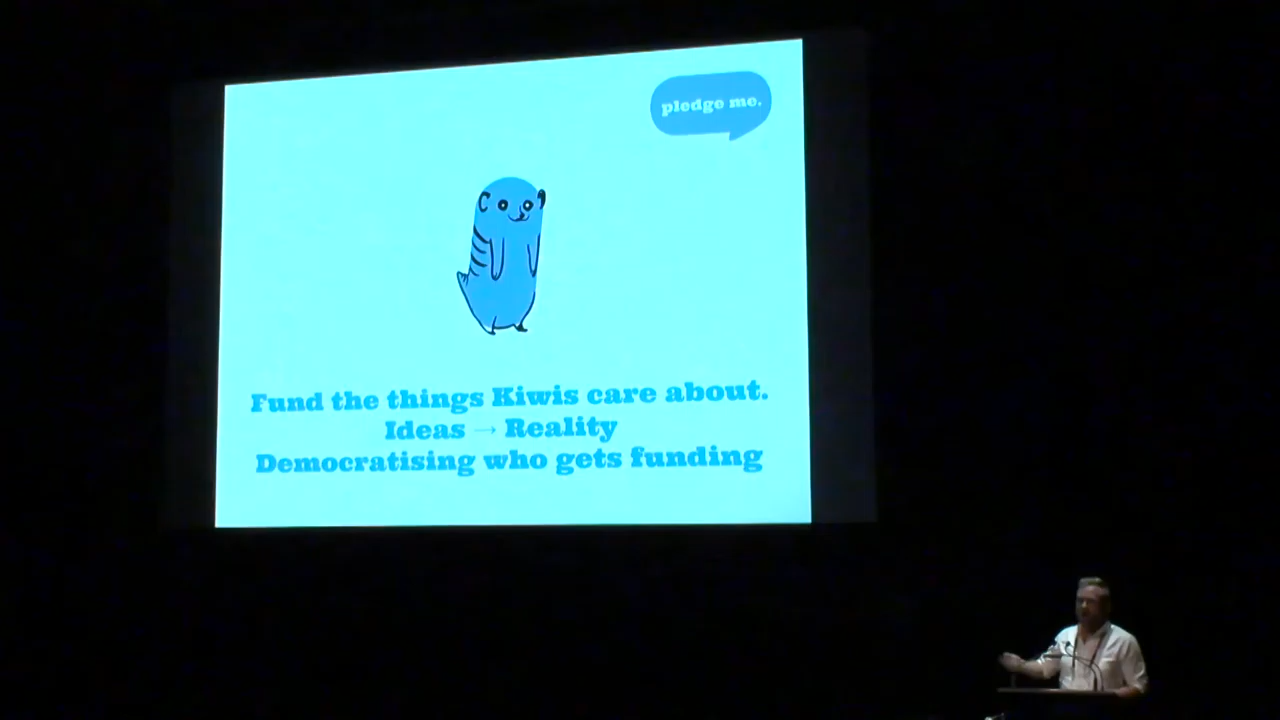 pledge me.
Fund the things Kiwis care about.
Ideas → Reality
Democratising who gets funding